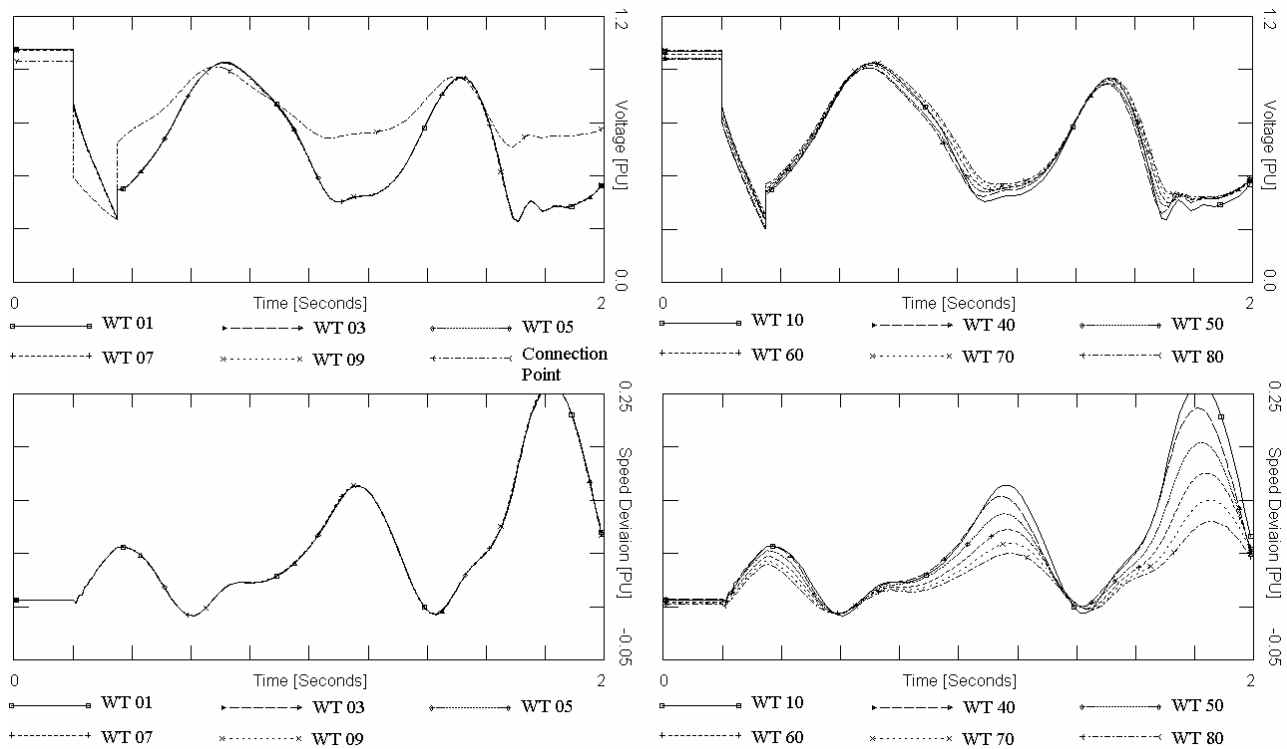 1.2
Voltage [PU]
0.0
0
Time [Seconds]
2
WT 01
WT 03
WT 05
WT 07
WT 09
Connection
Point
1.2
Voltage [PU]
0.0
0
Time [Seconds]
2
WT 10
WT 40
WT 50
WT 60
WT 70
WT 80
0.25
Speed Deviaion [PU]
-0.05
0
Time [Seconds]
2
WT 01
WT 03
WT 05
WT 07
WT 09
0.25
Speed Deviaion [PU]
-0.05
0
Time [Seconds]
2
WT 10
WT 40
WT 50
WT 60
WT 70
WT 80